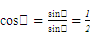 cos□ = sin□/sin□ = 1/2